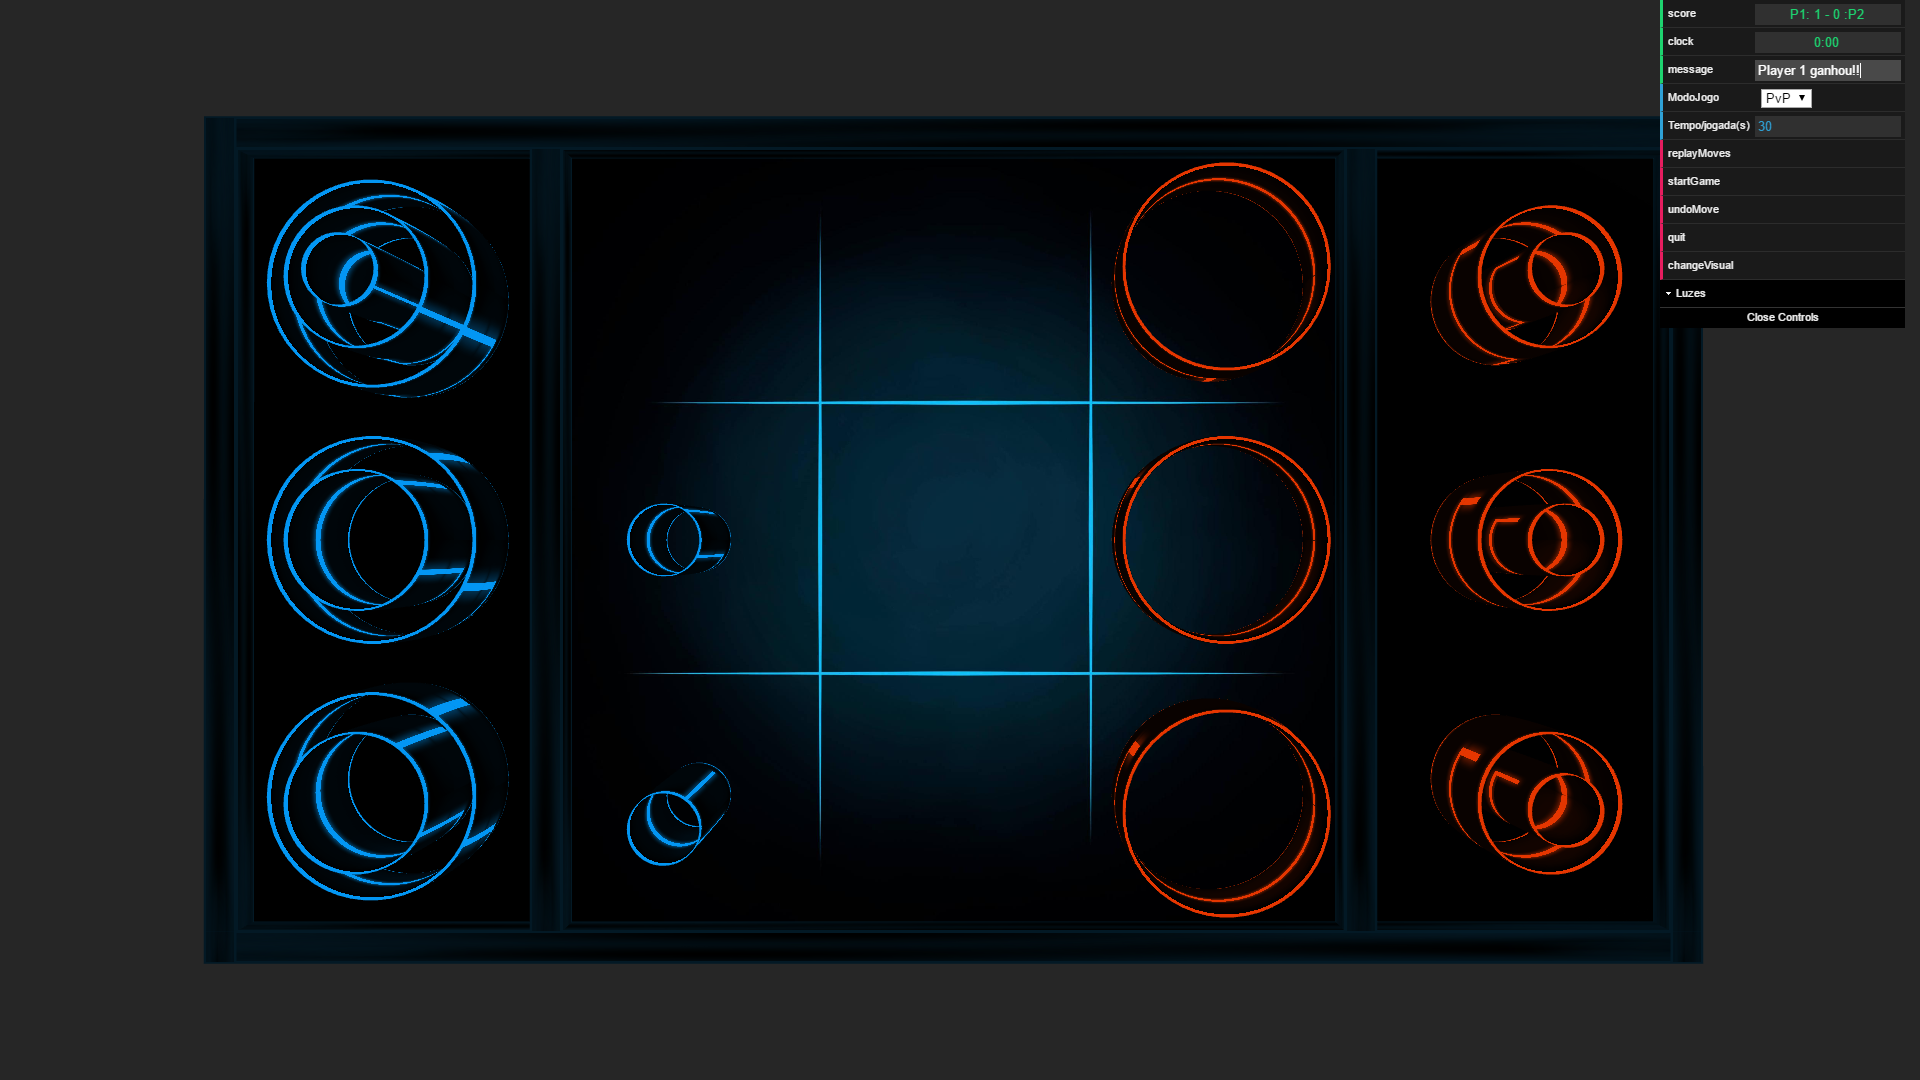 score P1: 1 - 0 :P2
clock 0:00
message Player 1 ganhou!!
ModoJogo PvP
Tempo/jogada(s) 30
replayMoves
startGame
undoMove
quit
changeVisual
Luzes
Close Controls